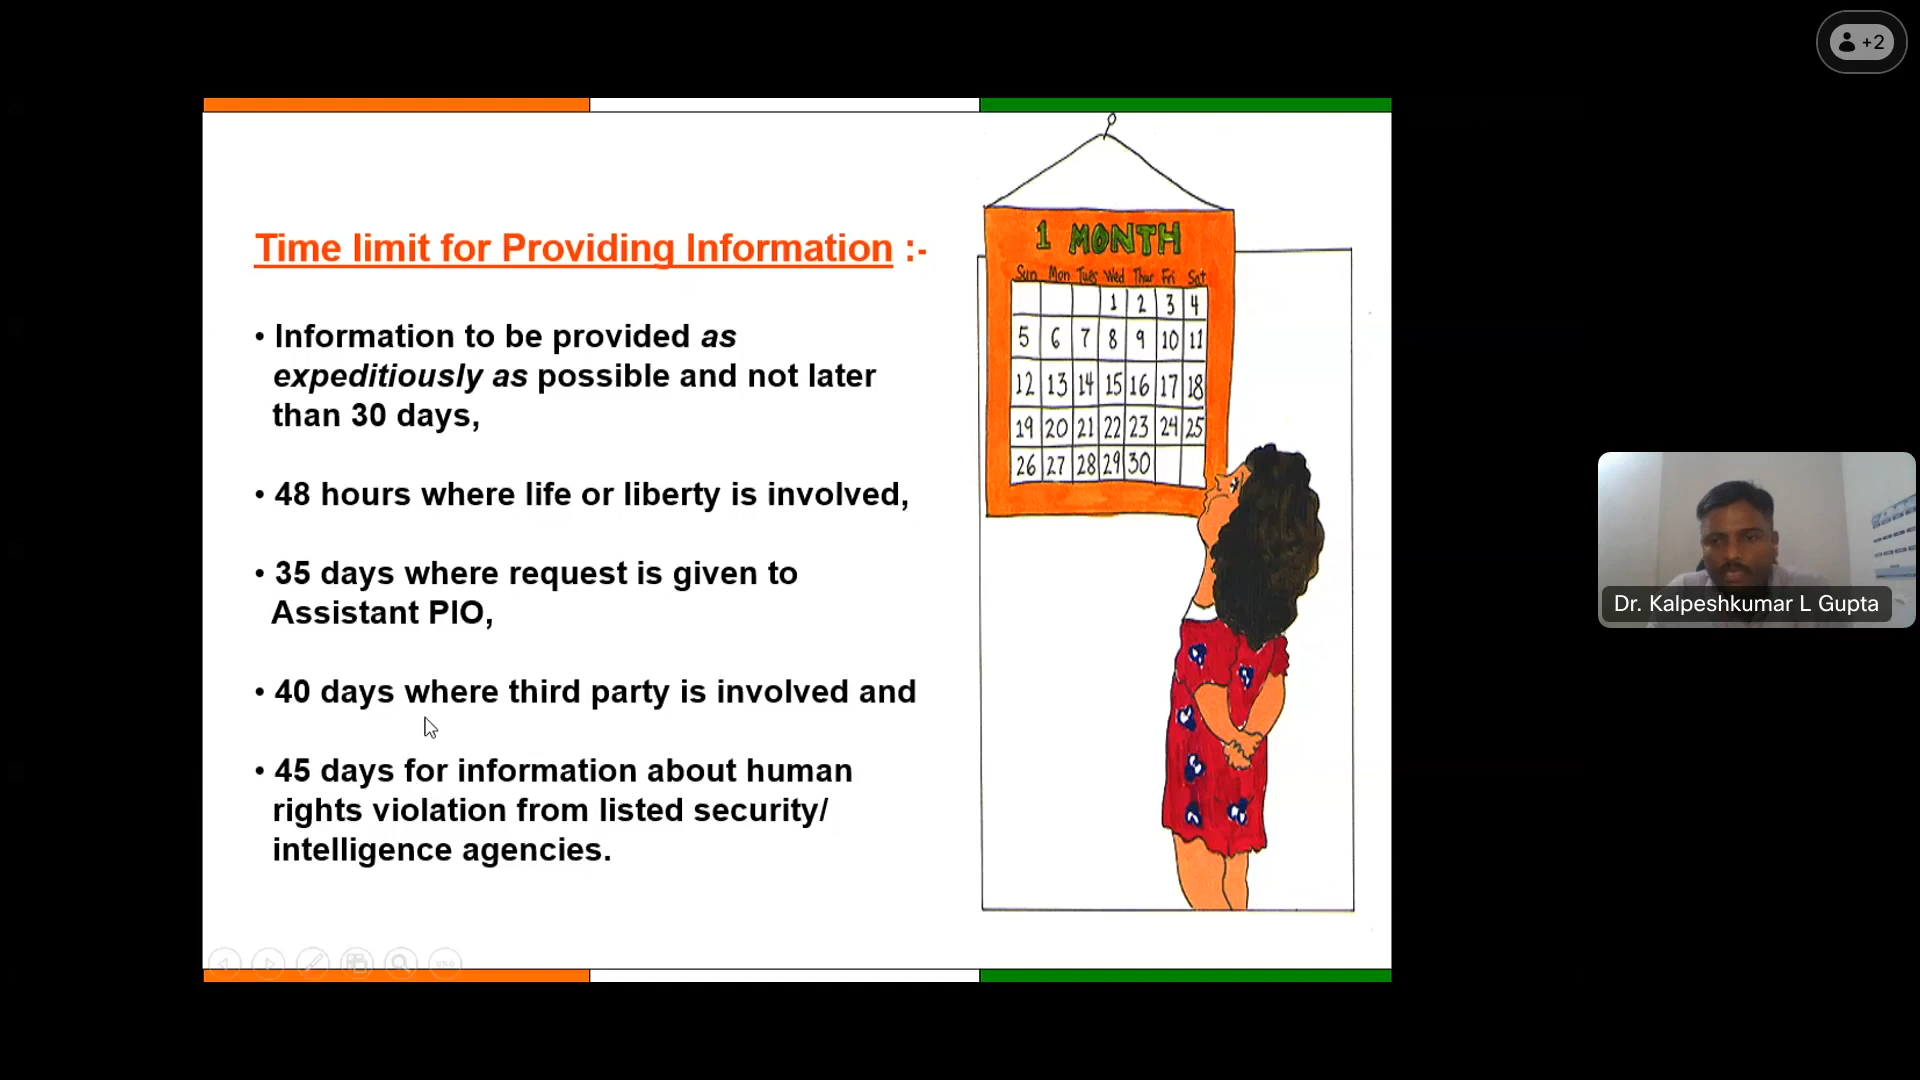 +2
Time limit for Providing Information :-
• Information to be provided as
expeditiously as possible and not later
than 30 days,
• 48 hours where life or liberty is involved,
• 35 days where request is given to
Assistant PIO,
• 40 days where third party is involved and
• 45 days for information about human
rights violation from listed security/
intelligence agencies.
1 MONTH
Sun Mon Tues Wed Thur Fri Sat
1 2 3 4
5 6 7 8 9 10 11
12 13 14 15 16 17 18
19 20 21 22 23 24 25
26 27 28 29 30
Dr. Kalpeshkumar L Gupta